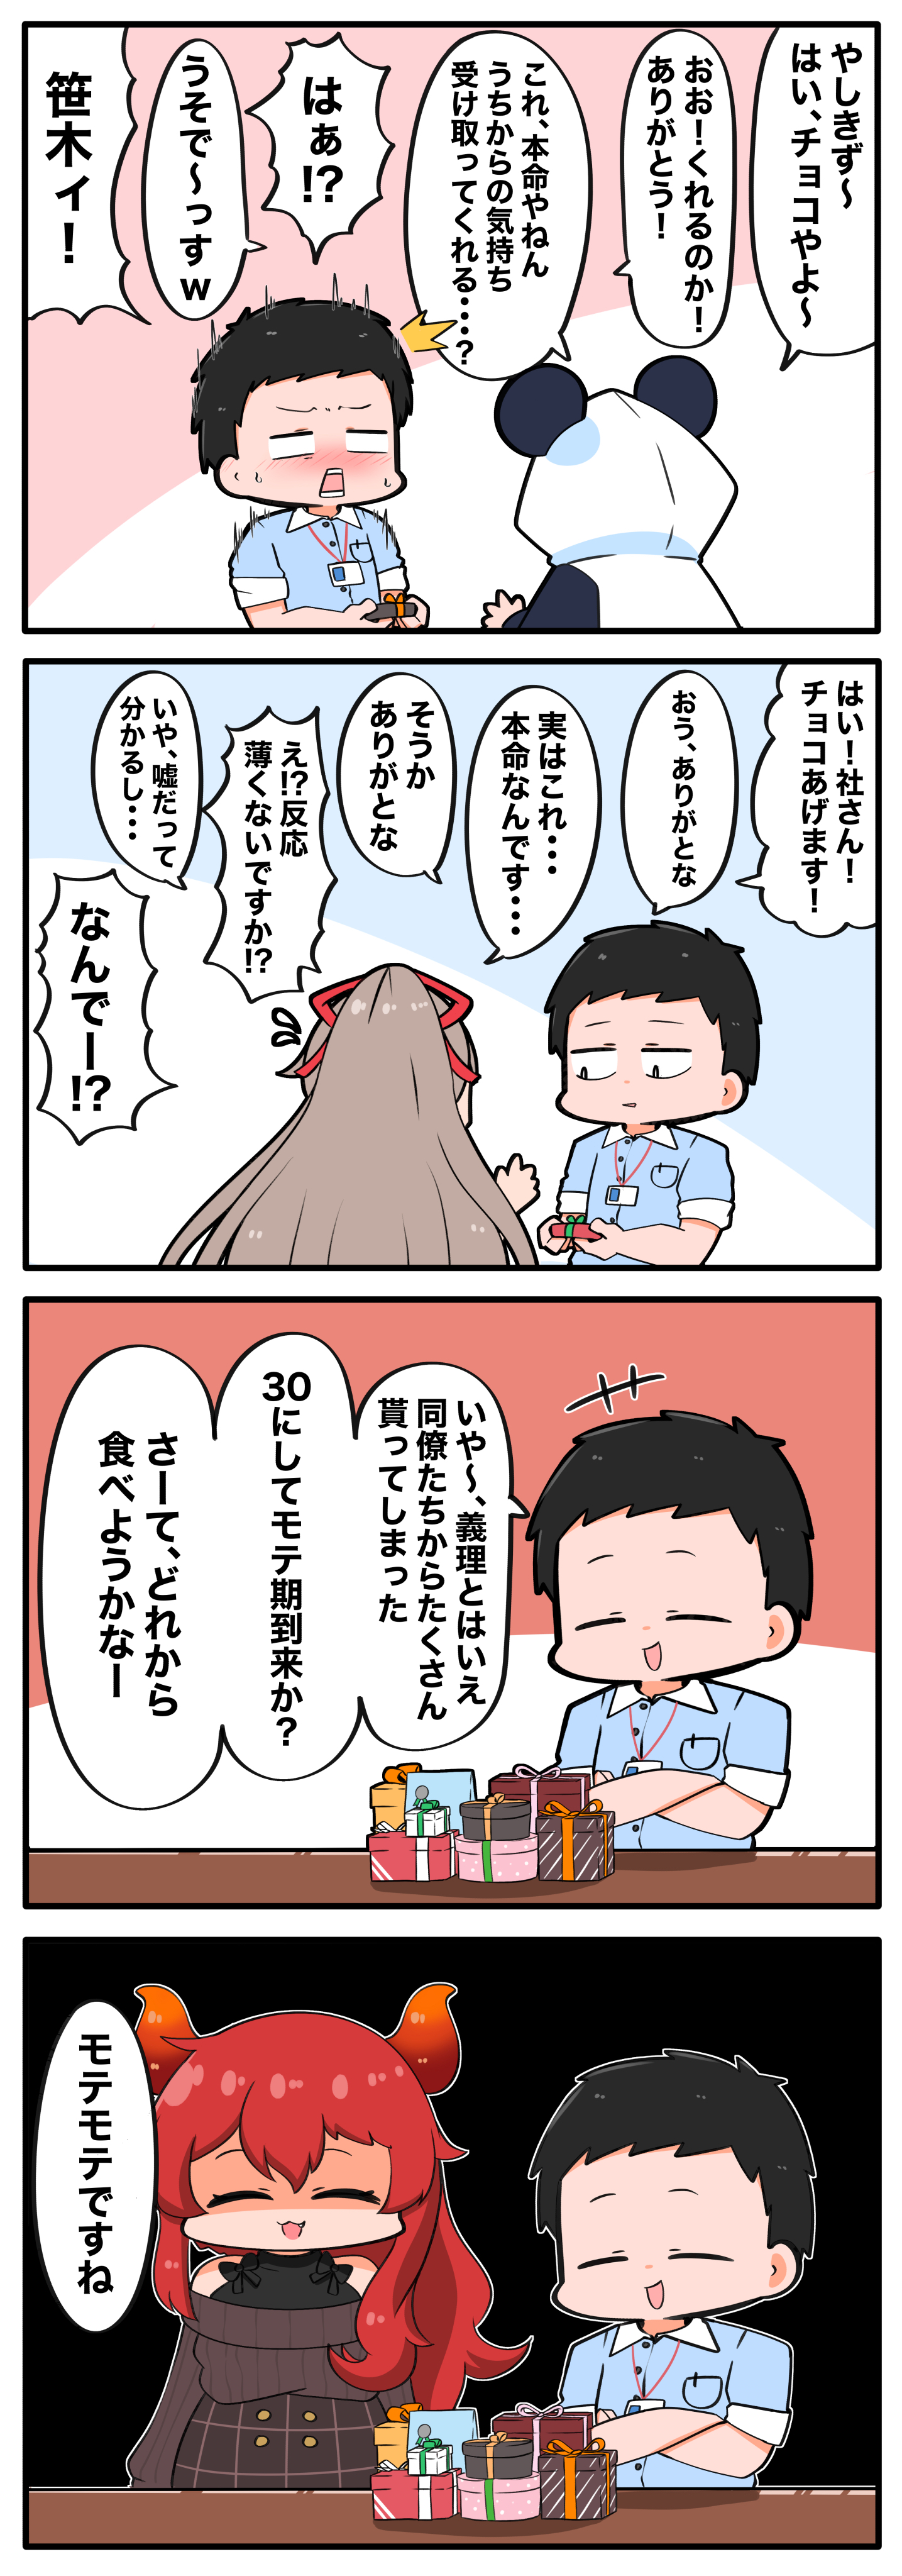 やしきず〜
はい、チョコやよ〜
おお！くれるのか！
ありがとう！
これ、本命やねん
うちからの気持ち
受け取ってくれる・・・・？
はぁ!?
うそで〜っすw
笹木ィ！
はい！社さん！
チョコあげます！
おう、ありがとな
実はこれ・・・
本命なんです・・・
そうか
ありがとな
え!?反応
薄くないですか!?
いや、嘘だって
分かるし・・・
なんでー!?
いや〜、義理とはいえ
同僚たちからたくさん
貰ってしまった
30にしてモテ期到来か？
さーて、どれから
食べようかなー
モテモテですね